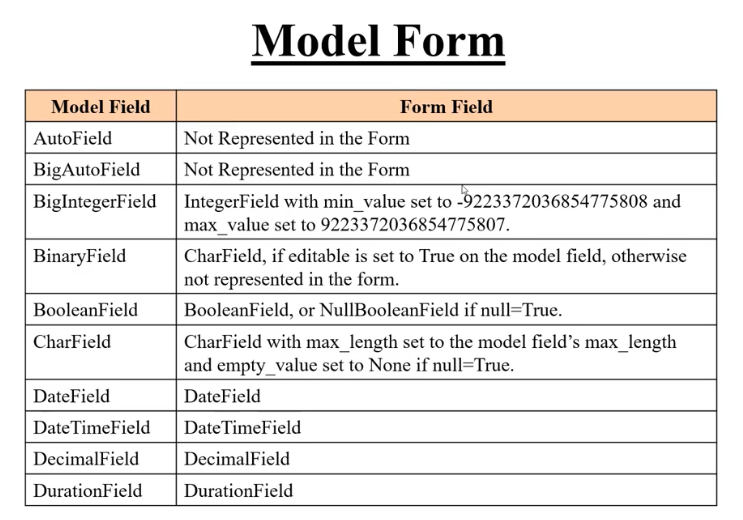 Model Form
Model Field Form Field
AutoField Not Represented in the Form
BigAutoField Not Represented in the Form
BigIntegerField IntegerField with min_value set to -9223372036854775808 and
max_value set to 9223372036854775807.
BinaryField CharField, if editable is set to True on the model field, otherwise
not represented in the form.
BooleanField BooleanField, or NullBooleanField if null=True.
CharField CharField with max_length set to the model field’s max_length
and empty_value set to None if null=True.
DateField DateField
DateTimeField DateTimeField
DecimalField DecimalField
DurationField DurationField